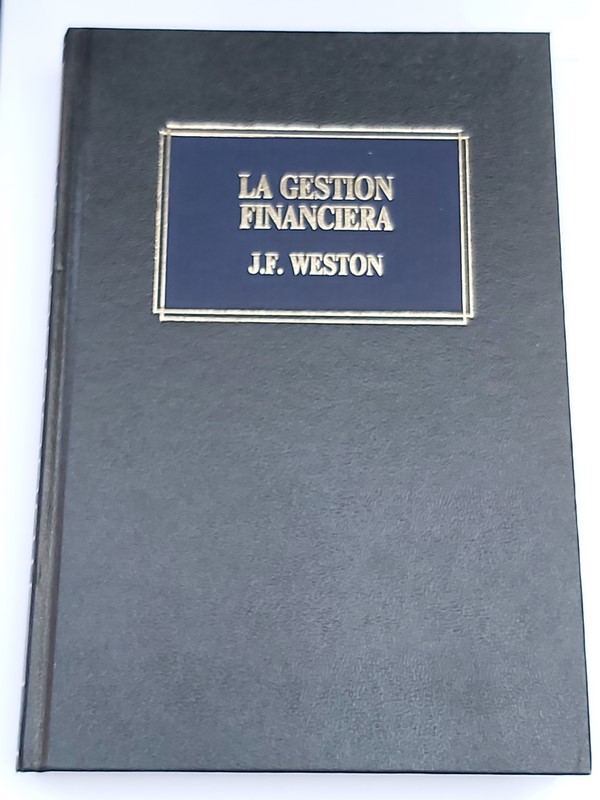 LA GESTION
FINANCIERA
J.F. WESTON